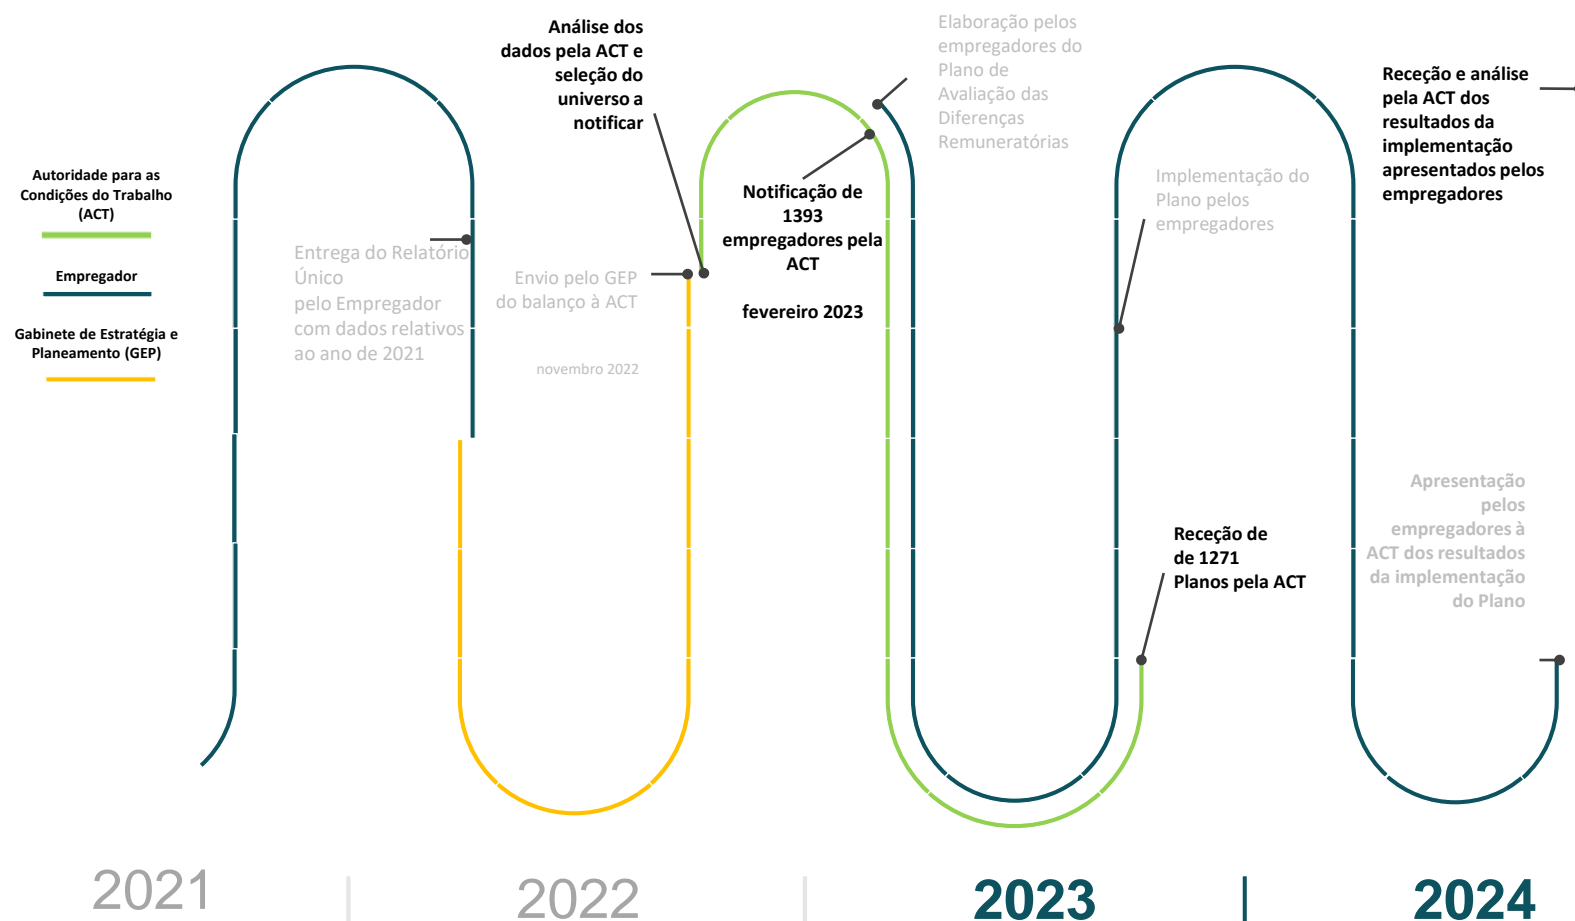 Autoridade para as
Condições do Trabalho
(ACT)
Empregador
Gabinete de Estratégia e
Planeamento (GEP)
Entrega do Relatório
Único
pelo Empregador
com dados relativos
ao ano de 2021
Análise dos
dados pela ACT e
seleção do
universo a
notificar
Envio pelo GEP
do balanço à ACT
novembro 2022
Notificação de
1393
empregadores pela
ACT
fevereiro 2023
Elaboração pelos
empregadores do
Plano de
Avaliação das
Diferenças
Remuneratórias
Implementação do
Plano pelos
empregadores
Receção de
de 1271
Planos pela ACT
Receção e análise
pela ACT dos
resultados da
implementação
apresentados pelos
empregadores
Apresentação
pelos
empregadores à
ACT dos resultados
da implementação
do Plano
2021
2022
2023
2024